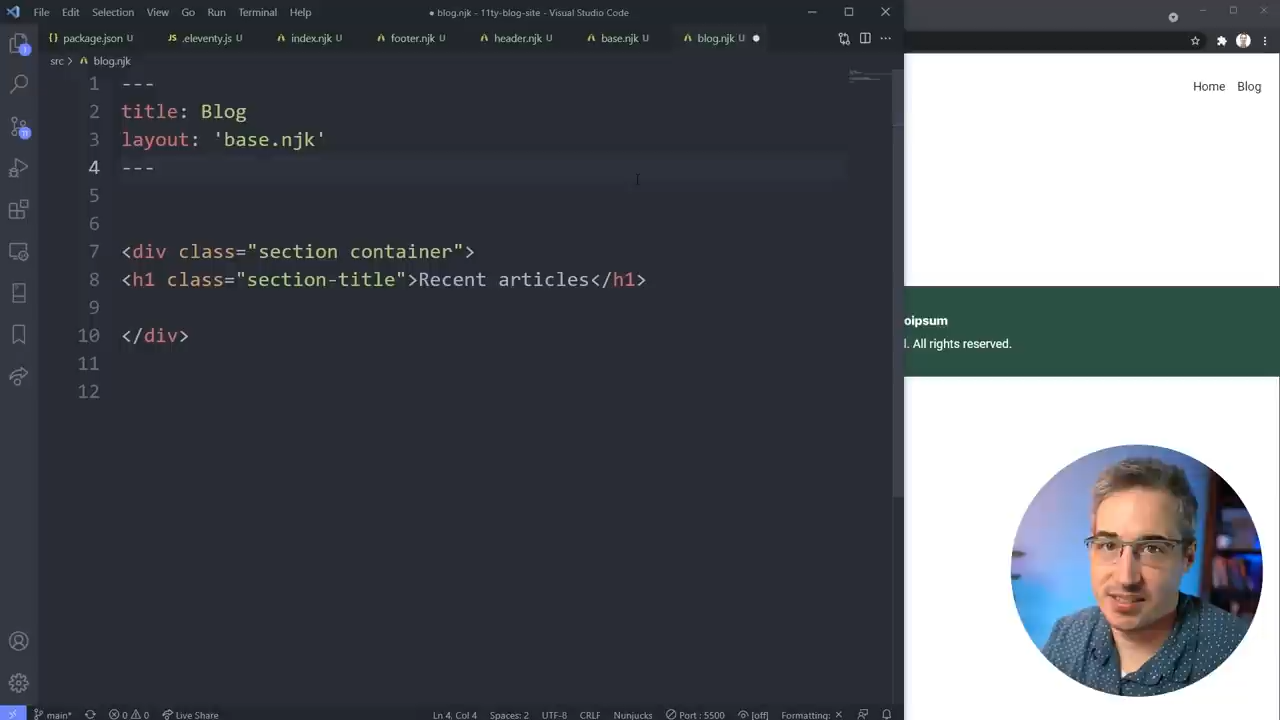 File Edit Selection View Go Run Terminal Help ● blog.njk - 11ty-blog-site - Visual Studio Code
package.json U .eleventy.js U index.njk U footer.njk U header.njk U base.njk U blog.njk U
src > blog.njk
1 ---
2 title: Blog
3 layout: 'base.njk'
4 ---
5
6
7 <div class="section container">
8 <h1 class="section-title">Recent articles</h1>
9
10 </div>
11
12
Home Blog
oipsum
l. All rights reserved.
main* 0 0 Live Share Ln 4, Col 4 Spaces: 2 UTF-8 CRLF Nunjucks Port : 5500 [off] Formatting: ×